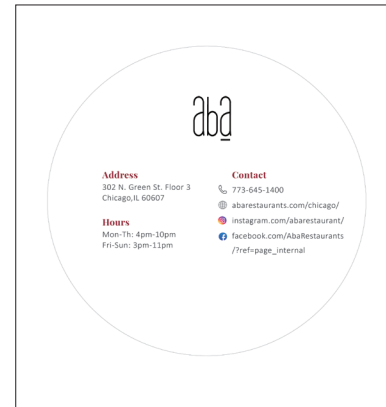 aba
Address
302 N. Green St. Floor 3
Chicago,IL 60607
Hours
Mon-Th: 4pm-10pm
Fri-Sun: 3pm-11pm
Contact
773-645-1400
abarestaurants.com/chicago/
instagram.com/abarestaurant/
facebook.com/AbaRestaurants
/?ref=page_internal